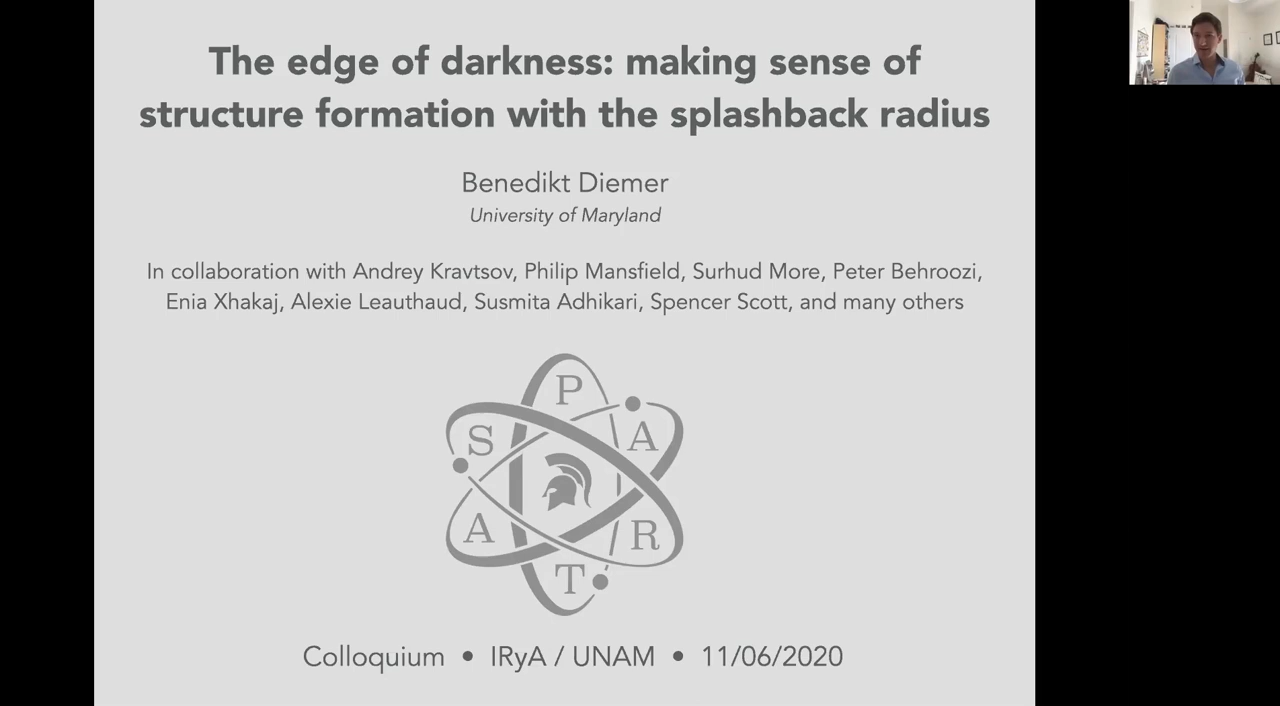 The edge of darkness: making sense of
structure formation with the splashback radius
Benedikt Diemer
University of Maryland
In collaboration with Andrey Kravtsov, Philip Mansfield, Surhud More, Peter Behroozi,
Enia Xhakaj, Alexie Leauthaud, Susmita Adhikari, Spencer Scott, and many others
S P A R T A
Colloquium • IRyA / UNAM • 11/06/2020